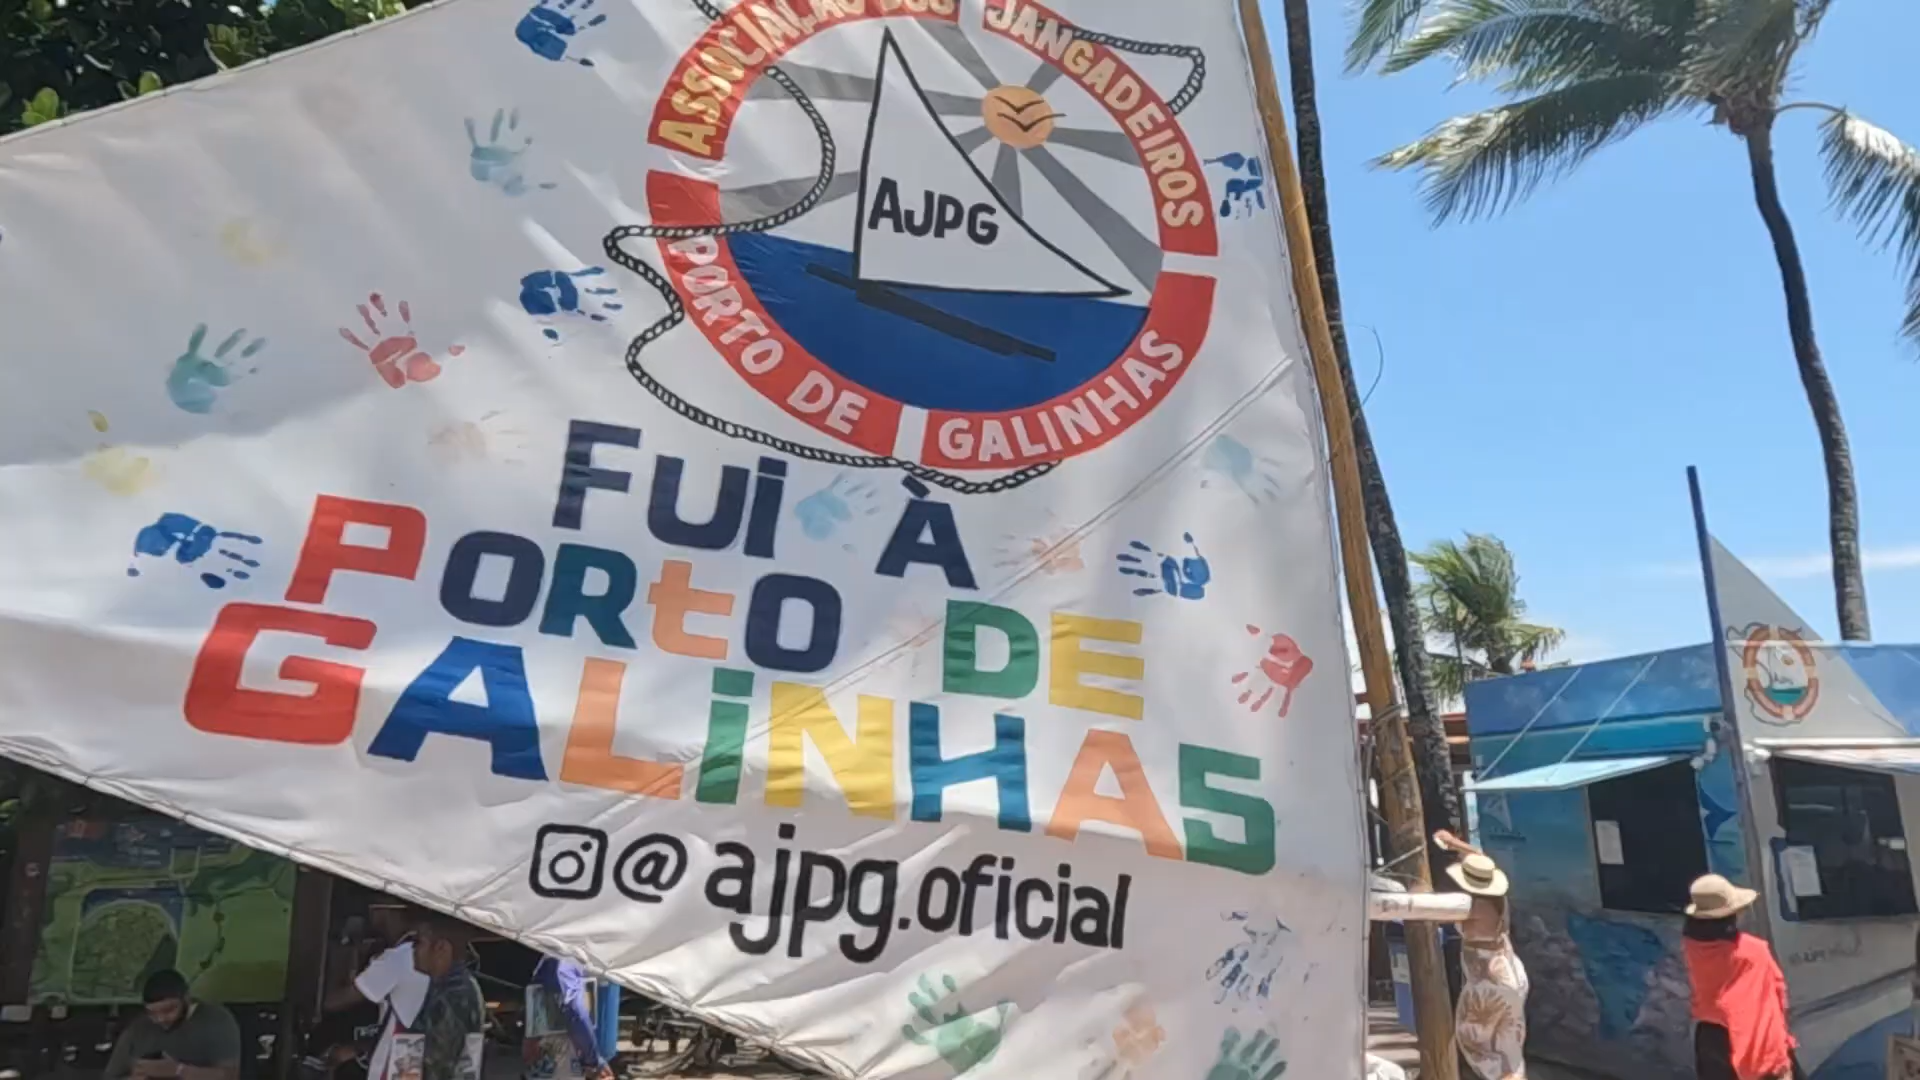 ASSOCIAÇÃO DOS JANGADEIROS
AJPG
PORTO DE GALINHAS
FUi À
PORtO DE
GALiNHAS
@ajpg.oficial